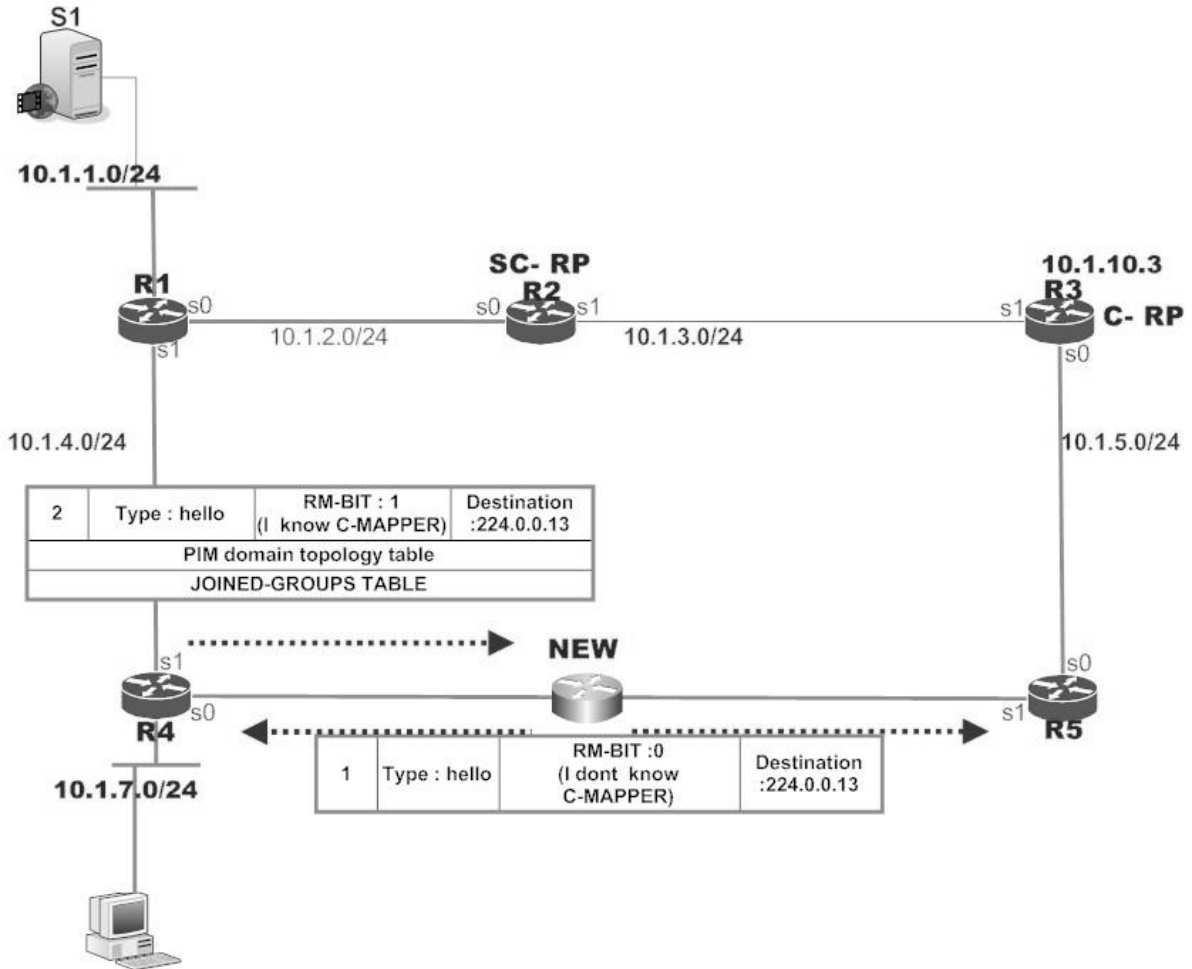 S1
10.1.1.0/24
SC- RP
10.1.10.3
R1
R2
R3
s0
s0
s1
s1
C- RP
s1
10.1.2.0/24
10.1.3.0/24
s0
10.1.4.0/24
10.1.5.0/24
2
Type : hello
RM-BIT : 1
(I know C-MAPPER)
Destination
:224.0.0.13
PIM domain topology table
JOINED-GROUPS TABLE
NEW
s1
s0
s0
s1
R4
R5
10.1.7.0/24
1
Type : hello
RM-BIT :0
(I dont know
C-MAPPER)
Destination
:224.0.0.13